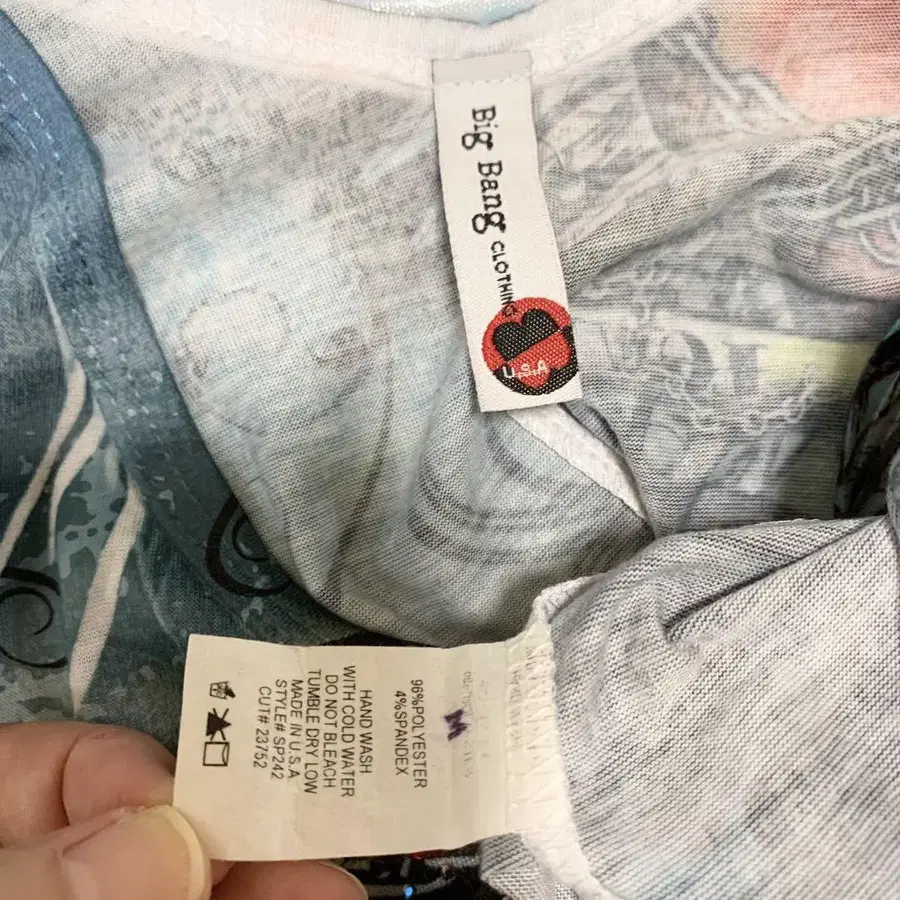 Big Bang
CLOTHING
U.S.A
96%POLYESTER
4%SPANDEX
M
HAND WASH
WITH COLD WATER
DO NOT BLEACH
TUMBLE DRY LOW
MADE IN U.S.A
STYLE# SP242
CUT# 23752